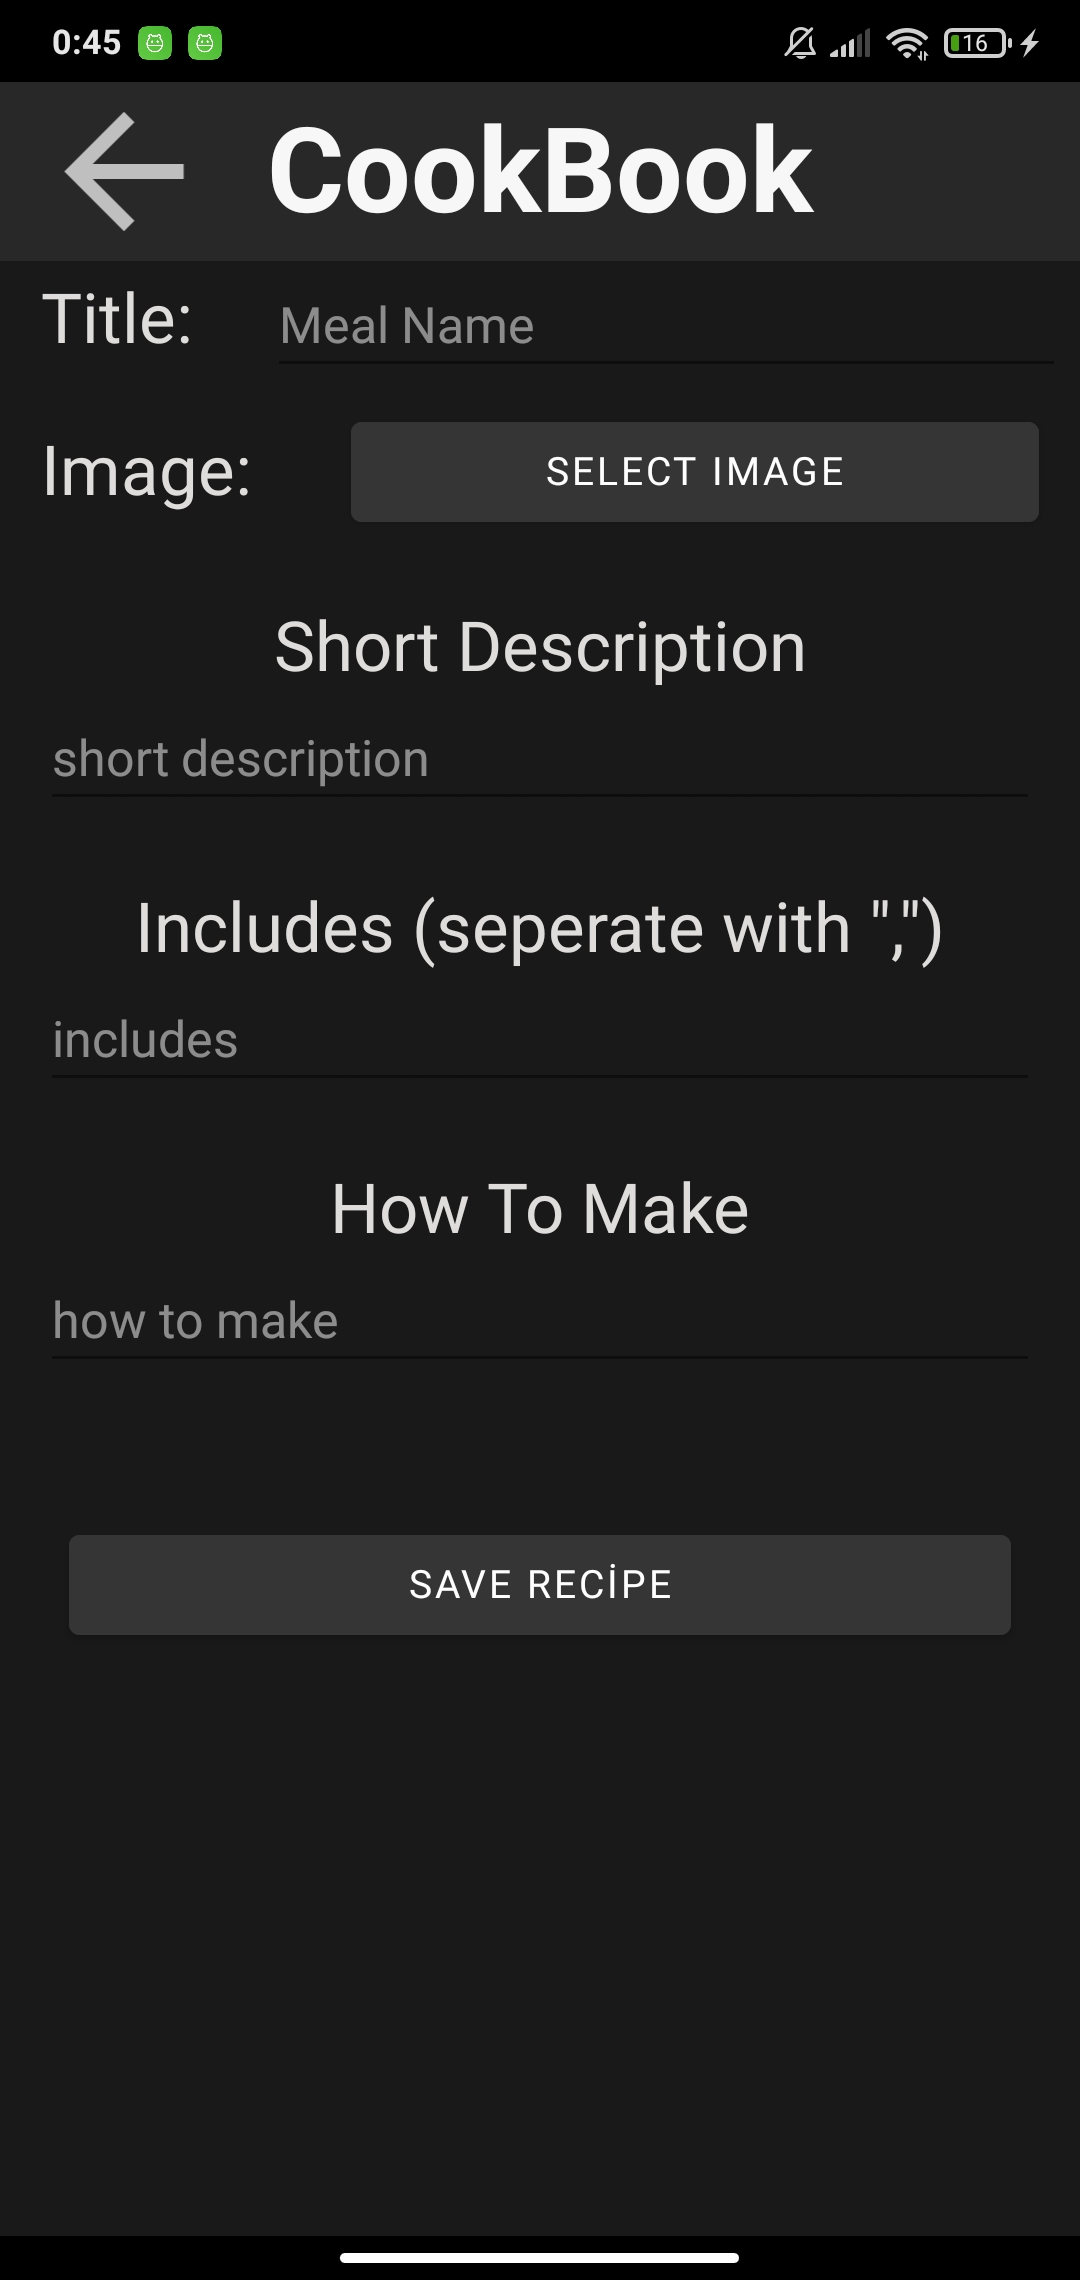 0:45
16
CookBook
Title: Meal Name
Image: SELECT IMAGE
Short Description
short description
Includes (seperate with ",")
includes
How To Make
how to make
SAVE RECİPE